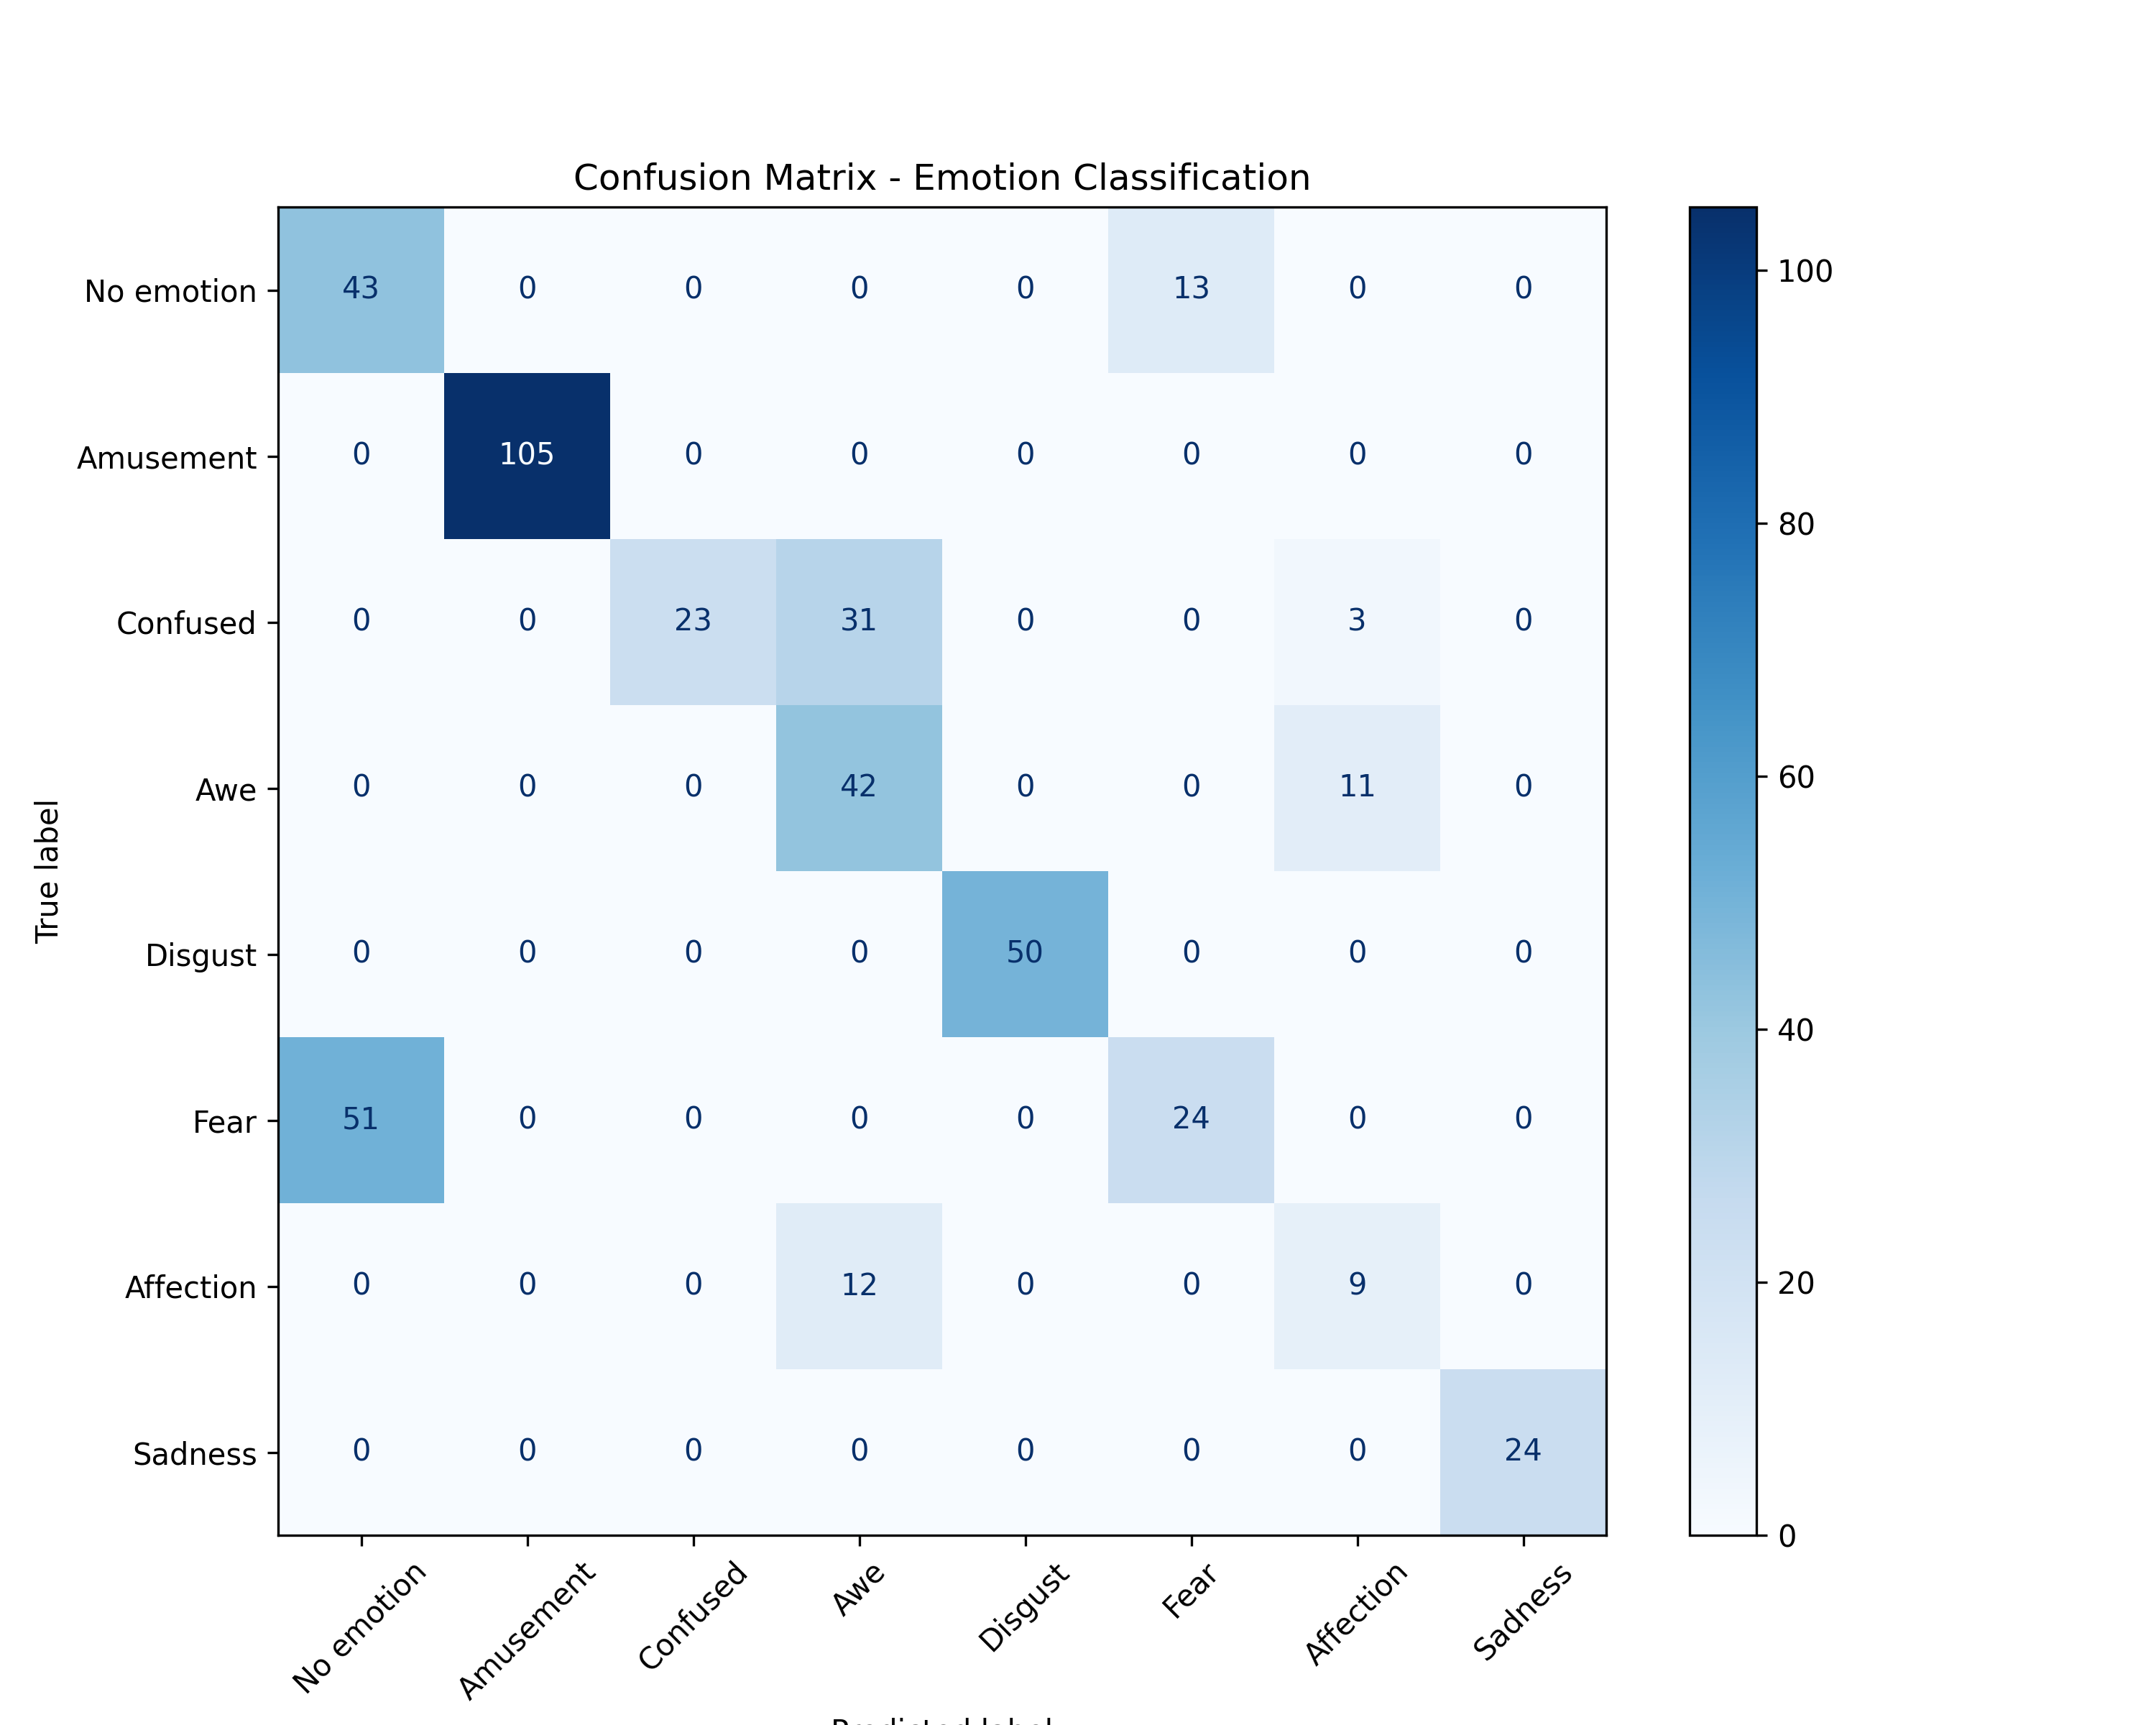 Confusion Matrix - Emotion Classification
No emotion 43 0 0 0 0 13 0 0
Amusement 0 105 0 0 0 0 0 0
Confused 0 0 23 31 0 0 3 0
Awe 0 0 0 42 0 0 11 0
Disgust 0 0 0 0 50 0 0 0
Fear 51 0 0 0 0 24 0 0
Affection 0 0 0 12 0 0 9 0
Sadness 0 0 0 0 0 0 0 24
True label
No emotion Amusement Confused Awe Disgust Fear Affection Sadness
Predicted label
100
80
60
40
20
0